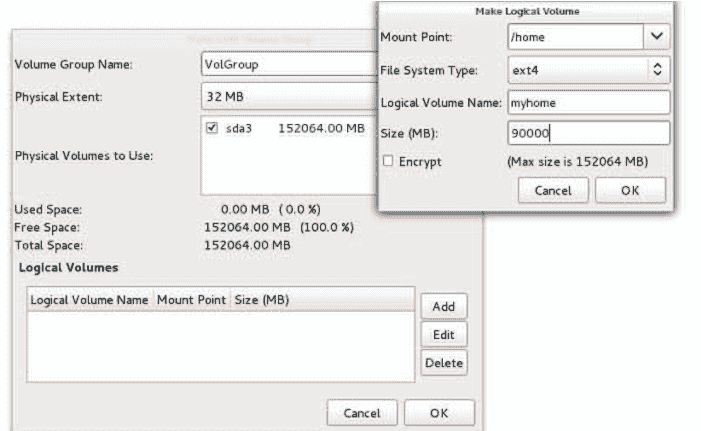 Make Logical Volume
Mount Point: /home
File System Type: ext4
Logical Volume Name: myhome
Size (MB): 90000
Encrypt (Max size is 152064 MB)
Cancel OK
Volume Group Name: VolGroup
Physical Extent: 32 MB
Physical Volumes to Use: sda3 152064.00 MB
Used Space: 0.00 MB (0.0 %)
Free Space: 152064.00 MB (100.0 %)
Total Space: 152064.00 MB
Logical Volumes
Logical Volume Name Mount Point Size (MB)
Add
Edit
Delete
Cancel OK